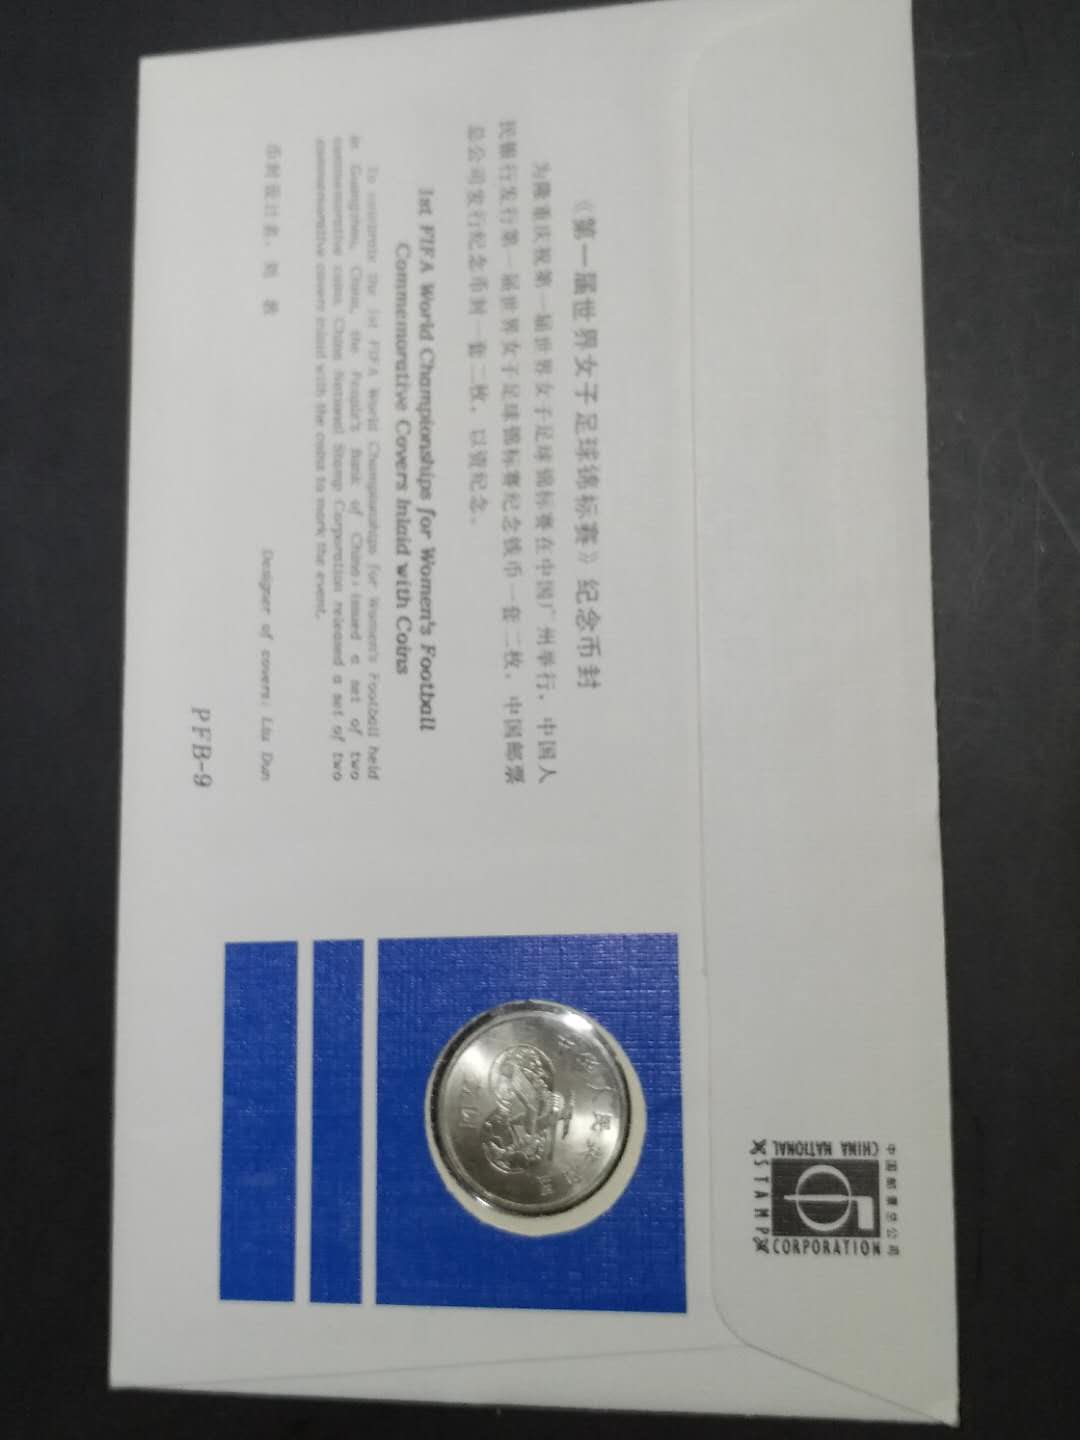 中国邮票总公司
CHINA NATIONAL
STAMP
CORPORATION
《第一届世界女子足球锦标赛》纪念币封
为隆重庆祝第一届世界女子足球锦标赛在中国广州举行，中国人
民银行发行第一届世界女子足球锦标赛纪念钱币一套二枚，中国邮票
总公司发行纪念币封一套二枚，以资纪念。
1st FIFA World Championships for Women's Football
Commemorative Covers Inlaid with Coins
the 1st FIFA World Championships for Women's Football held
in Guangzhou, China, the People's Bank of China issued a set of two
commemorative coins. China National Stamp Corporation released a set of two
commemorative covers inlaid with the coins to mark the event.
币封设计者：刘 敦
Designer of covers: Liu Dun
PFB-9
中华人民共和国